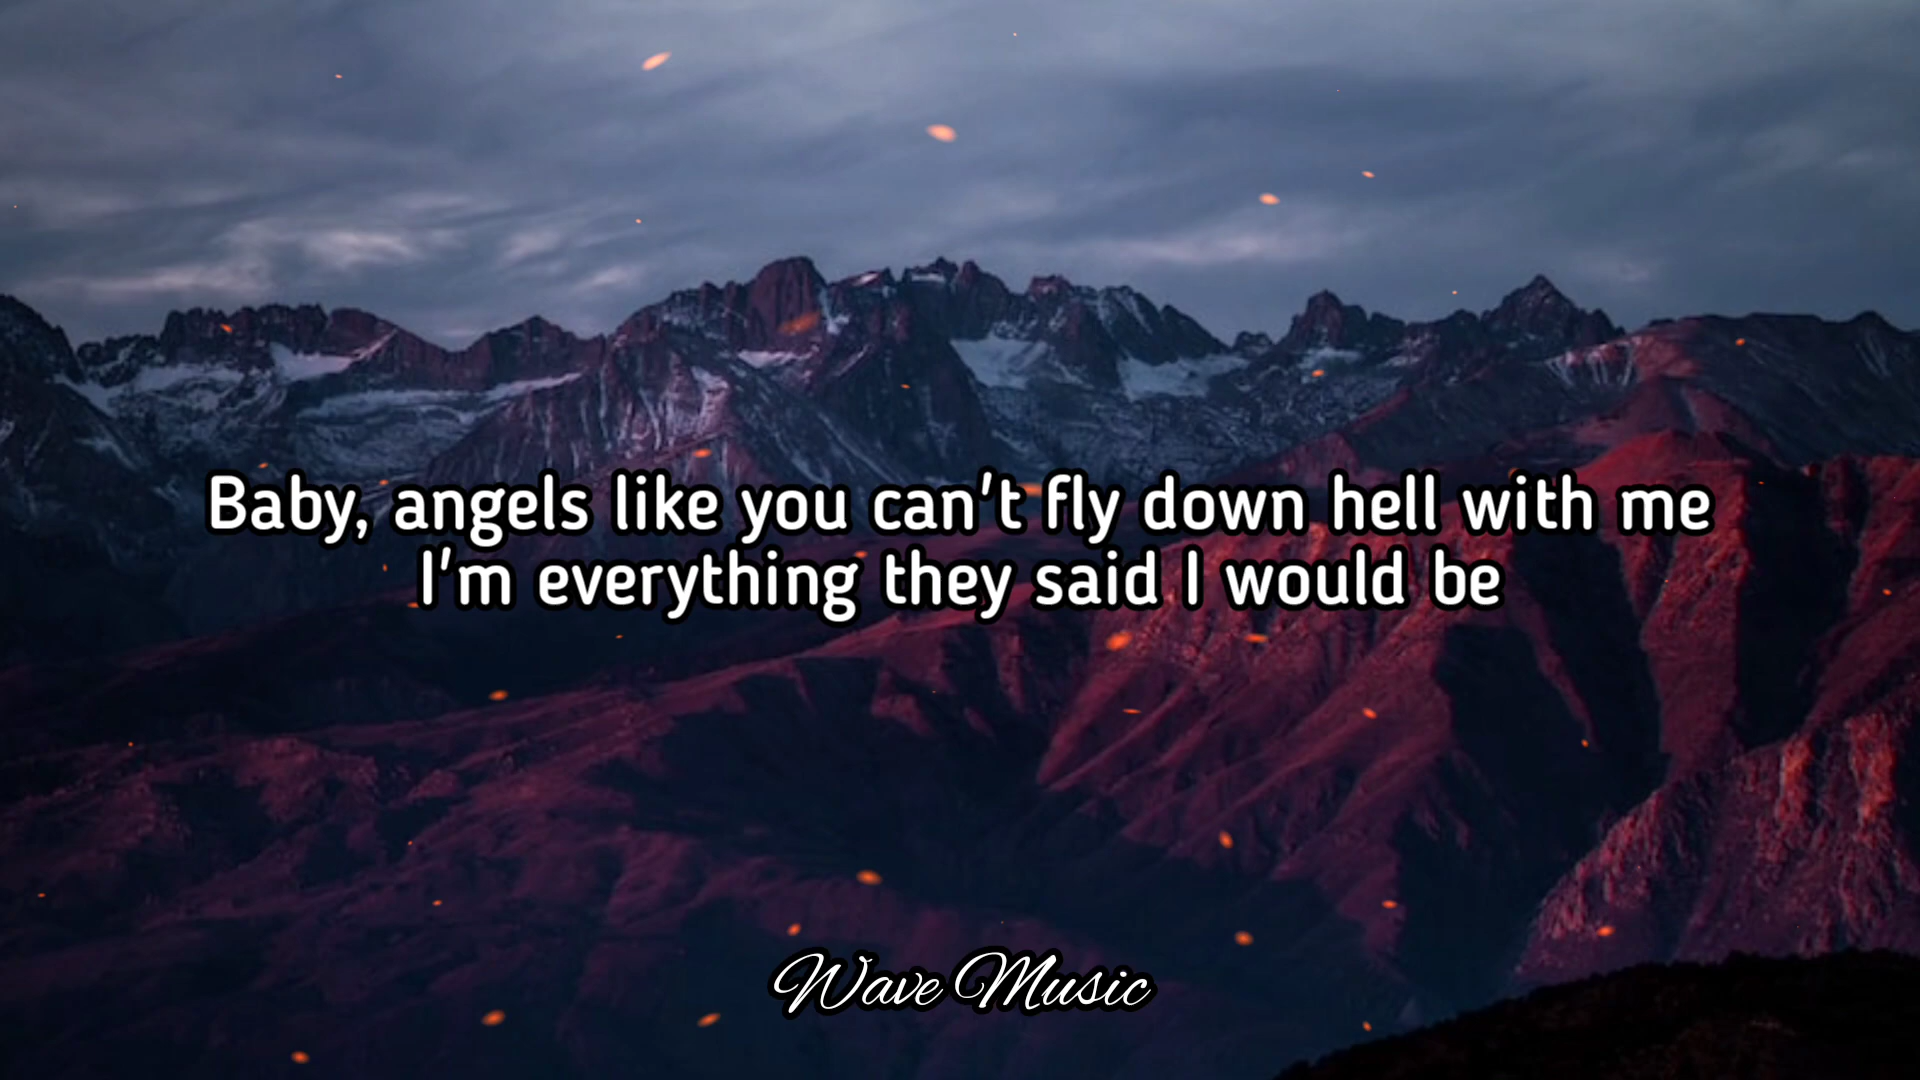 Baby, angels like you can't fly down hell with me
I'm everything they said I would be
Wave Music